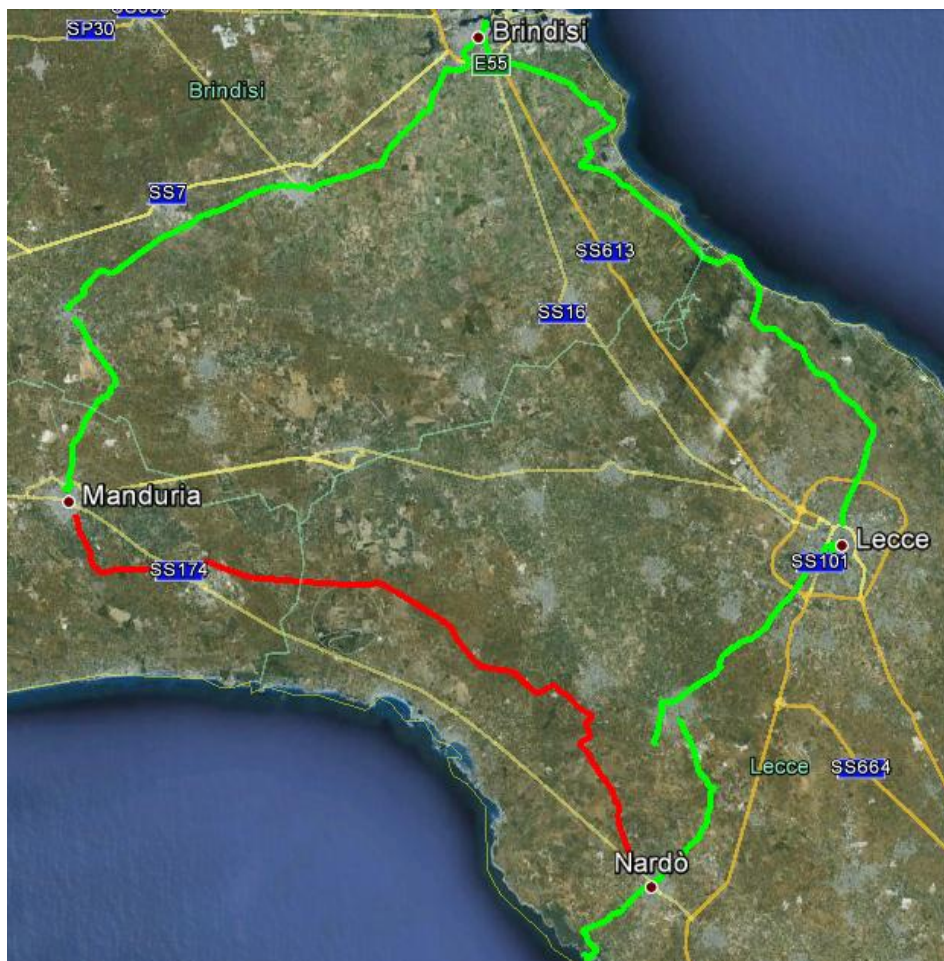 SP30
Brindisi
E55
Brindisi
SS7
SS613
SS16
Manduria
Lecce
SS101
SS174
Lecce
SS664
Nardò